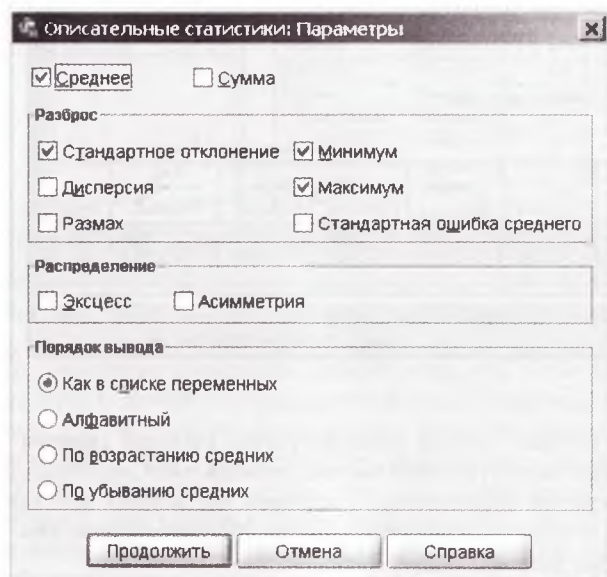 Описательные статистики: Параметры
Среднее Сумма
Разброс
Стандартное отклонение Минимум
Дисперсия Максимум
Размах Стандартная ошибка среднего
Распределение
Эксцесс Асимметрия
Порядок вывода
Как в списке переменных
Алфавитный
По возрастанию средних
По убыванию средних
Продолжить Отмена Справка